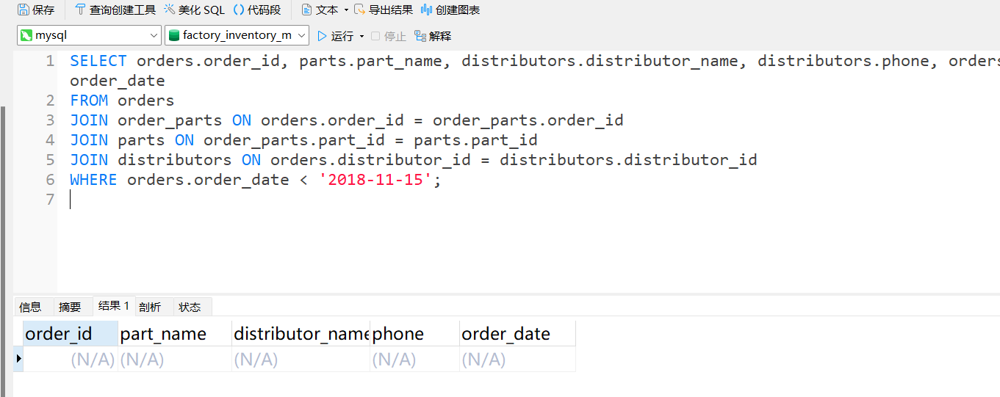 保存 查询创建工具 美化 SQL () 代码段 文本 导出结果 创建图表
mysql factory_inventory_m 运行 停止 解释
1 SELECT orders.order_id, parts.part_name, distributors.distributor_name, distributors.phone, orders
order_date
2 FROM orders
3 JOIN order_parts ON orders.order_id = order_parts.order_id
4 JOIN parts ON order_parts.part_id = parts.part_id
5 JOIN distributors ON orders.distributor_id = distributors.distributor_id
6 WHERE orders.order_date < '2018-11-15';
7
信息 摘要 结果 1 剖析 状态
order_id part_name distributor_name phone order_date
(N/A) (N/A) (N/A) (N/A) (N/A)